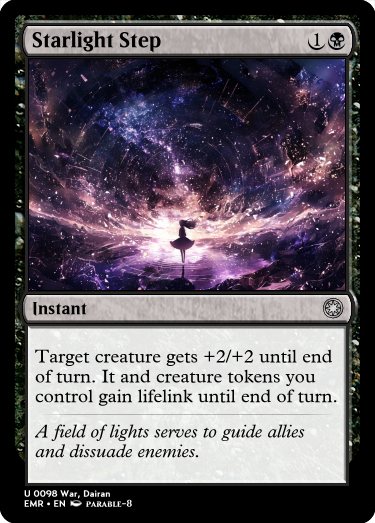 Starlight Step 1
Instant
Target creature gets +2/+2 until end
of turn. It and creature tokens you
control gain lifelink until end of turn.
A field of lights serves to guide allies
and dissuade enemies.
U 0098 War, Dairan
EMR • EN PARABLE-8